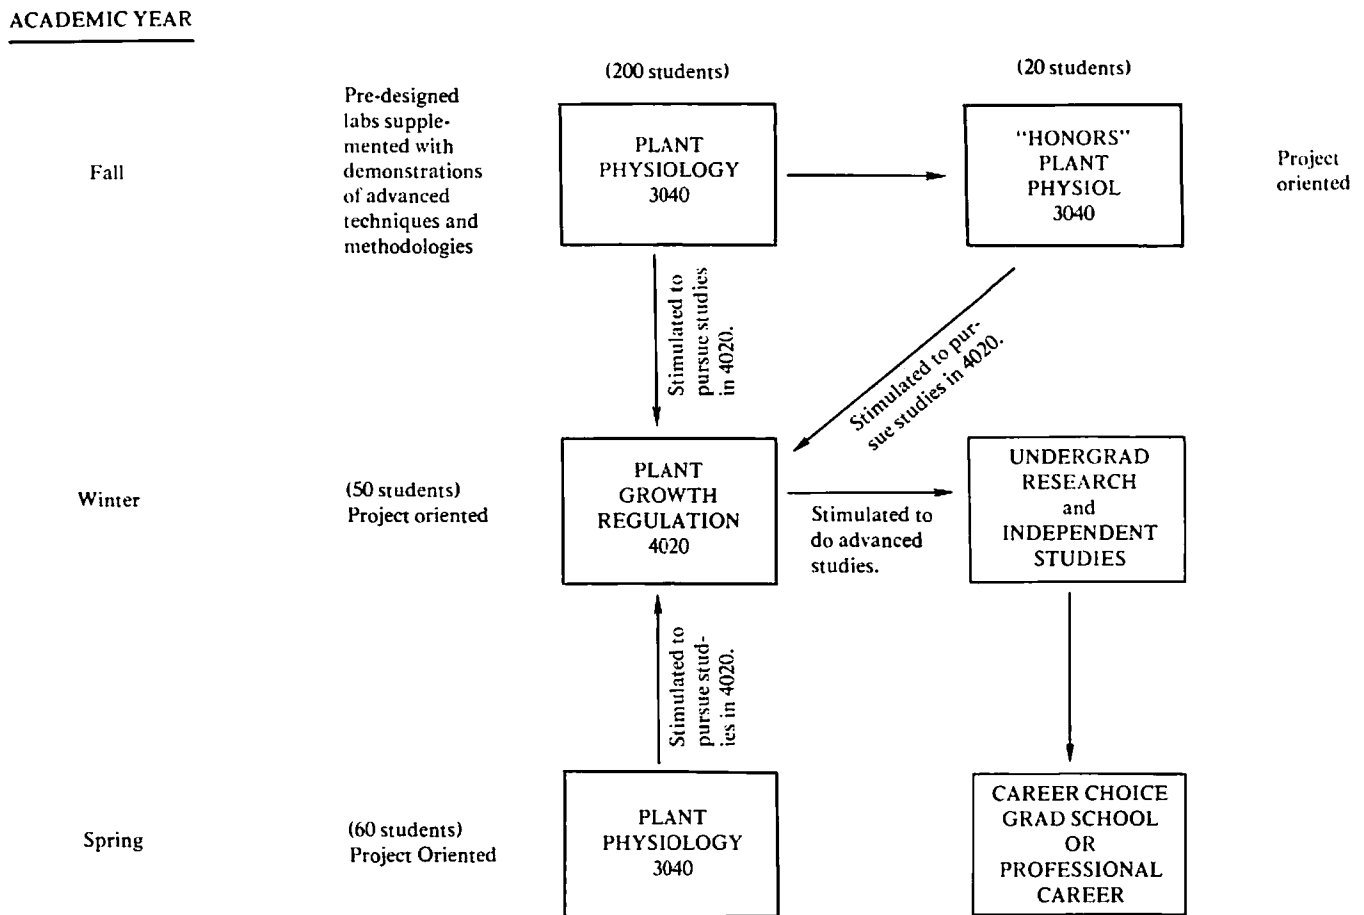 ACADEMIC YEAR
(200 students)
(20 students)
Fall
Pre-designed
labs supple-
mented with
demonstrations
of advanced
techniques and
methodologies
PLANT
PHYSIOLOGY
3040
"HONORS"
PLANT
PHYSIOL
3040
Project
oriented
Stimulated to
pursue studies
in 4020.
Stimulated to pur-
sue studies in 4020.
Winter
(50 students)
Project oriented
PLANT
GROWTH
REGULATION
4020
Stimulated to
do advanced
studies.
UNDERGRAD
RESEARCH
and
INDEPENDENT
STUDIES
Stimulated to
pursue stud-
ies in 4020.
Spring
(60 students)
Project Oriented
PLANT
PHYSIOLOGY
3040
CAREER CHOICE
GRAD SCHOOL
OR
PROFESSIONAL
CAREER